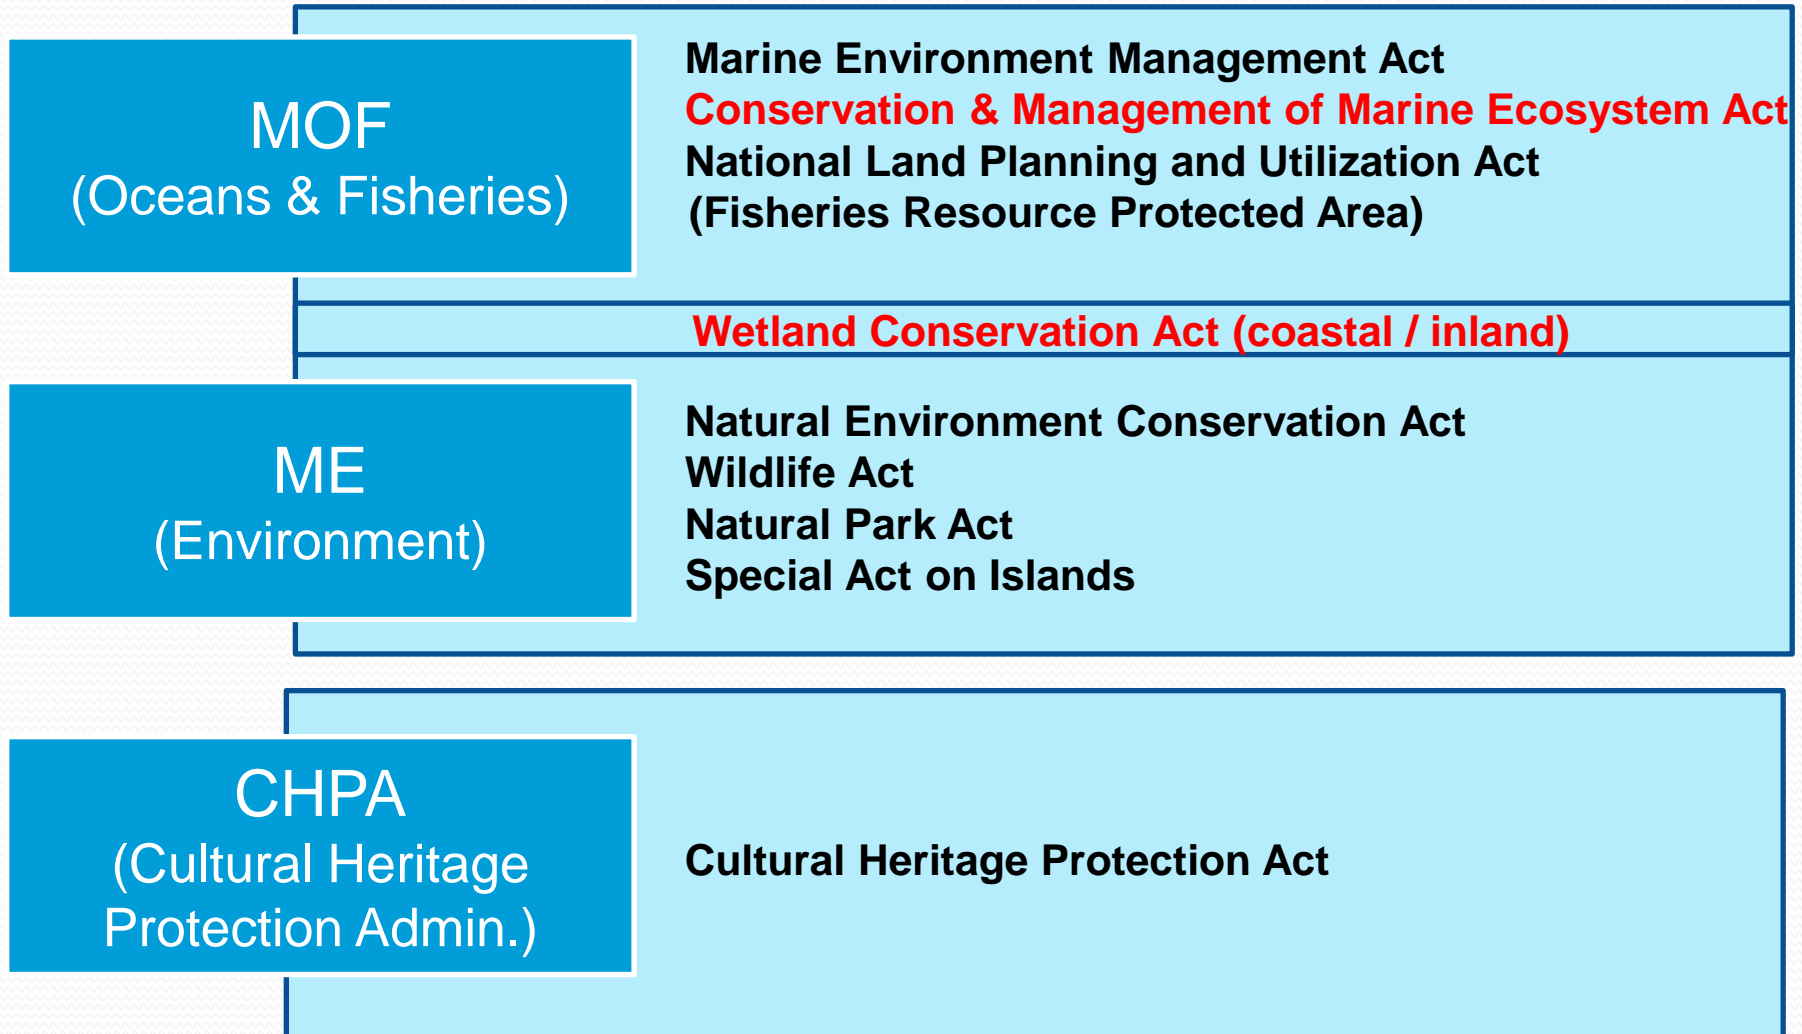 MOF
(Oceans & Fisheries)
Marine Environment Management Act
Conservation & Management of Marine Ecosystem Act
National Land Planning and Utilization Act
(Fisheries Resource Protected Area)
Wetland Conservation Act (coastal / inland)
ME
(Environment)
Natural Environment Conservation Act
Wildlife Act
Natural Park Act
Special Act on Islands
CHPA
(Cultural Heritage
Protection Admin.)
Cultural Heritage Protection Act